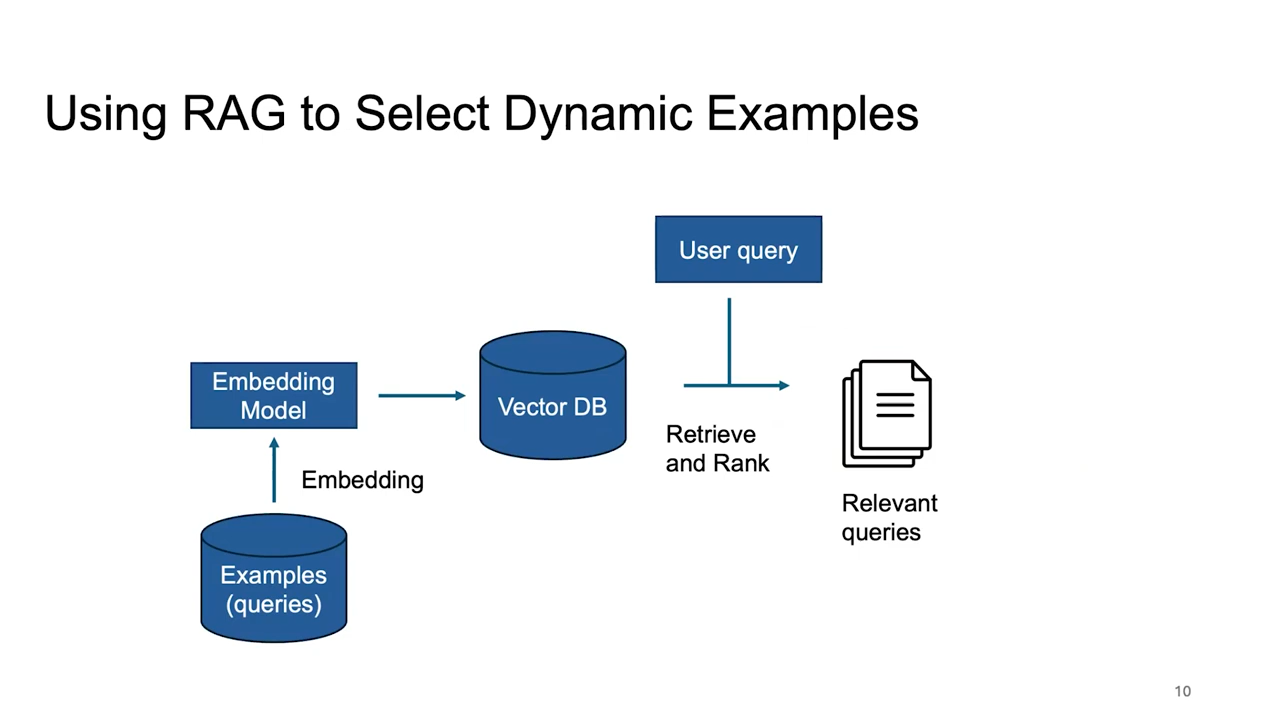 Using RAG to Select Dynamic Examples
User query
Embedding
Model
Vector DB
Retrieve
and Rank
Embedding
Relevant
queries
Examples
(queries)
10